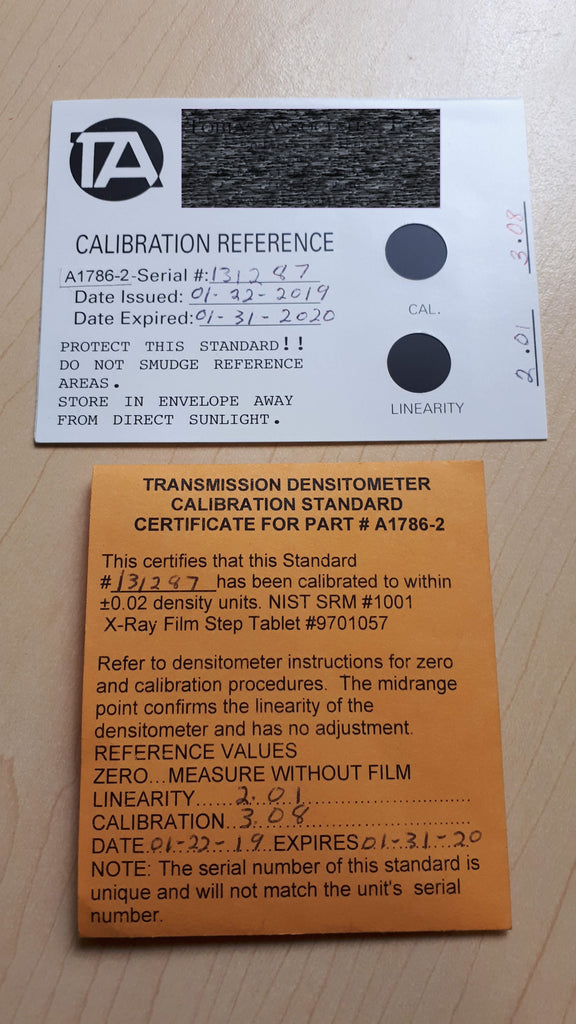 TA
CALIBRATION REFERENCE
A1786-2-Serial #: 131287
Date Issued: 01-22-2019
Date Expired: 01-31-2020
PROTECT THIS STANDARD!!
DO NOT SMUDGE REFERENCE
AREAS.
STORE IN ENVELOPE AWAY
FROM DIRECT SUNLIGHT.
CAL.
LINEARITY
3.08
2.01
TRANSMISSION DENSITOMETER
CALIBRATION STANDARD
CERTIFICATE FOR PART # A1786-2
This certifies that this Standard
# 131287 has been calibrated to within
±0.02 density units. NIST SRM #1001
X-Ray Film Step Tablet #9701057
Refer to densitometer instructions for zero
and calibration procedures. The midrange
point confirms the linearity of the
densitometer and has no adjustment.
REFERENCE VALUES
ZERO...MEASURE WITHOUT FILM
LINEARITY......2.01..........................
CALIBRATION..3.08..........................
DATE.01-22-19.EXPIRES01-31-20
NOTE: The serial number of this standard is
unique and will not match the unit's serial
number.